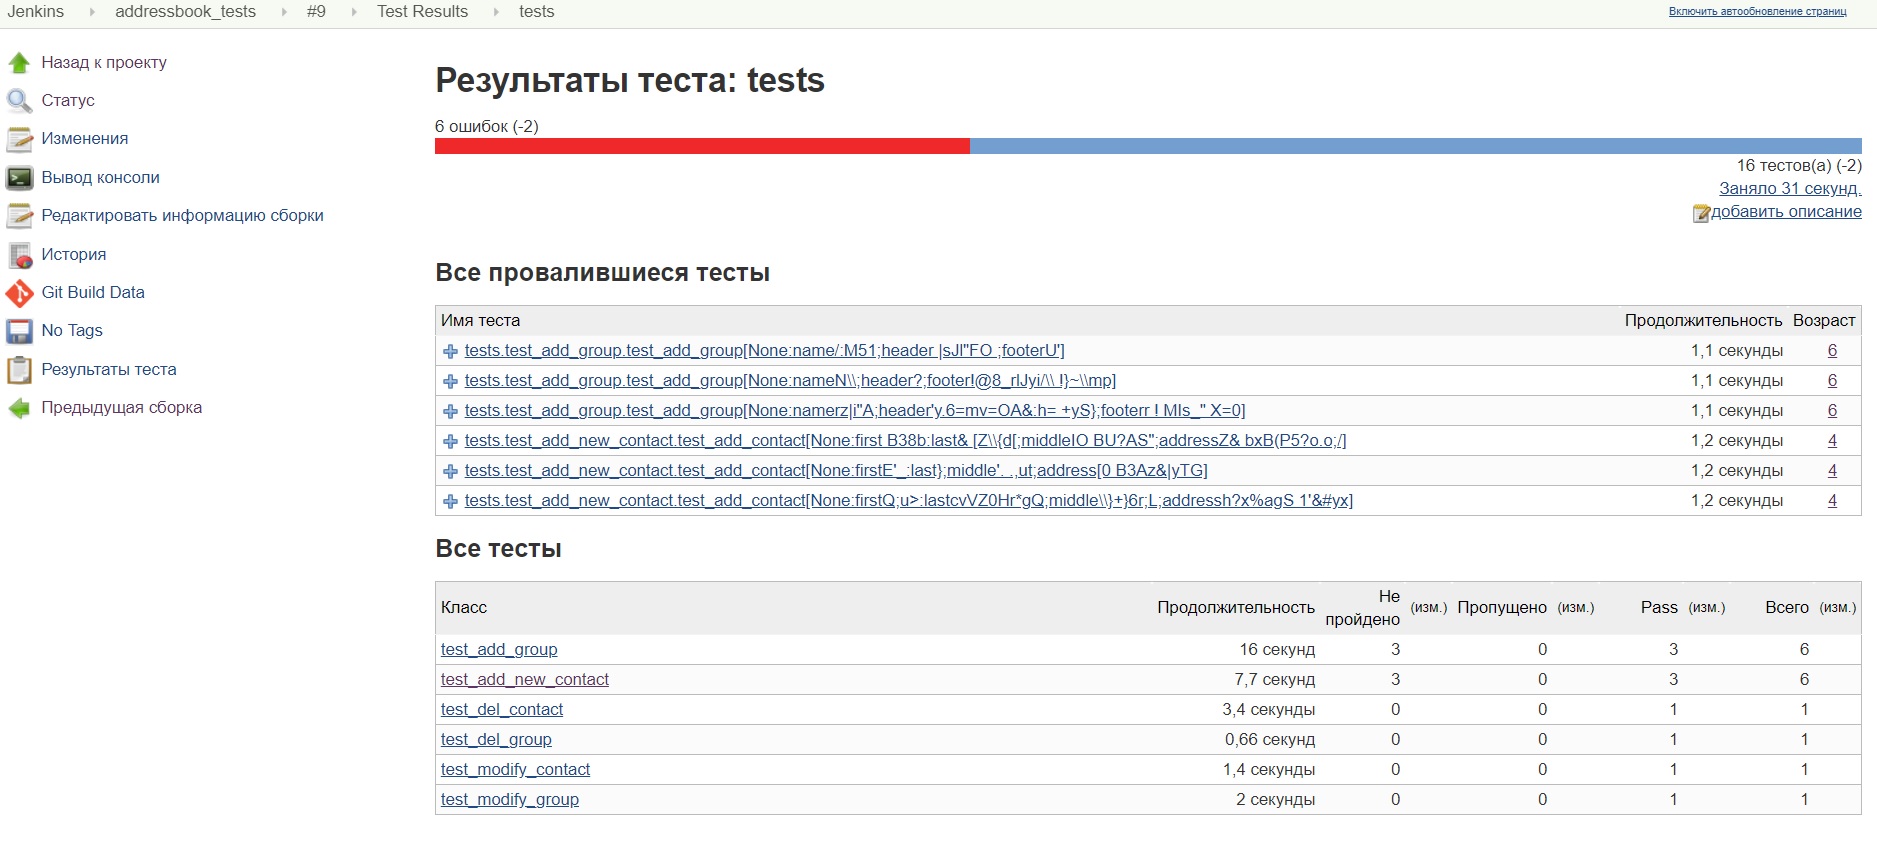 Jenkins addressbook_tests #9 Test Results tests
Включить автообновление страниц
Назад к проекту
Статус
Изменения
Вывод консоли
Редактировать информацию сборки
История
Git Build Data
No Tags
Результаты теста
Предыдущая сборка
Результаты теста: tests
6 ошибок (-2)
16 тестов(а) (-2)
Заняло 31 секунд.
добавить описание
Все провалившиеся тесты
Имя теста Продолжительность Возраст
tests.test_add_group.test_add_group[None:name/:M51;header |sJl"FO ;footerU'] 1,1 секунды 6
tests.test_add_group.test_add_group[None:nameN\\;header?;footer!@8_rlJyi/\\ !}~\\mp] 1,1 секунды 6
tests.test_add_group.test_add_group[None:namerz|i"A;header'y.6=mv=OA&:h= +yS};footerr ! MIs_" X=0] 1,1 секунды 6
tests.test_add_new_contact.test_add_contact[None:first B38b:last& [Z\\{d[;middleIO BU?AS";addressZ& bxB(P5?o.o;/] 1,2 секунды 4
tests.test_add_new_contact.test_add_contact[None:firstE'_:last};middle'. .,ut;address[0 B3Az&|yTG] 1,2 секунды 4
tests.test_add_new_contact.test_add_contact[None:firstQ;u>:lastcvVZ0Hr*gQ;middle\\}+}6r;L;addressh?x%agS 1'&#yx] 1,2 секунды 4
Все тесты
Класс Продолжительность Не пройдено (изм.) Пропущено (изм.) Pass (изм.) Всего (изм.)
test_add_group 16 секунд 3 0 3 6
test_add_new_contact 7,7 секунд 3 0 3 6
test_del_contact 3,4 секунды 0 0 1 1
test_del_group 0,66 секунд 0 0 1 1
test_modify_contact 1,4 секунды 0 0 1 1
test_modify_group 2 секунды 0 0 1 1